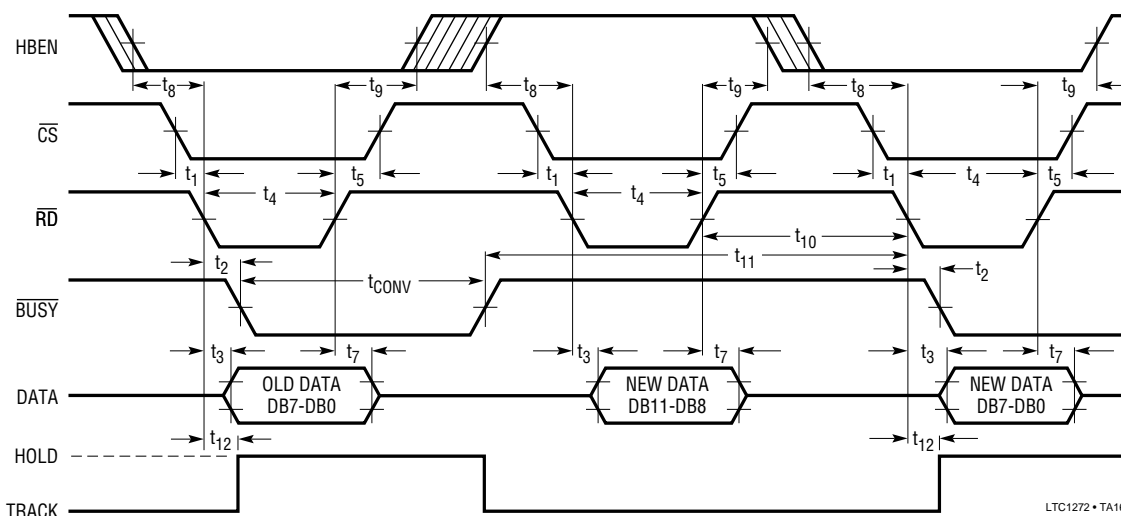 HBEN
t8 t9 t8 t9 t8 t9
CS
t1 t5 t1 t5 t1 t5
t4 t4 t4
RD
t10
t11
t2 tCONV t2
BUSY
t3 t7 t3 t7 t3 t7
OLD DATA NEW DATA NEW DATA
DATA
DB7-DB0 DB11-DB8 DB7-DB0
t12 t12
HOLD
TRACK
LTC1272 • TA16